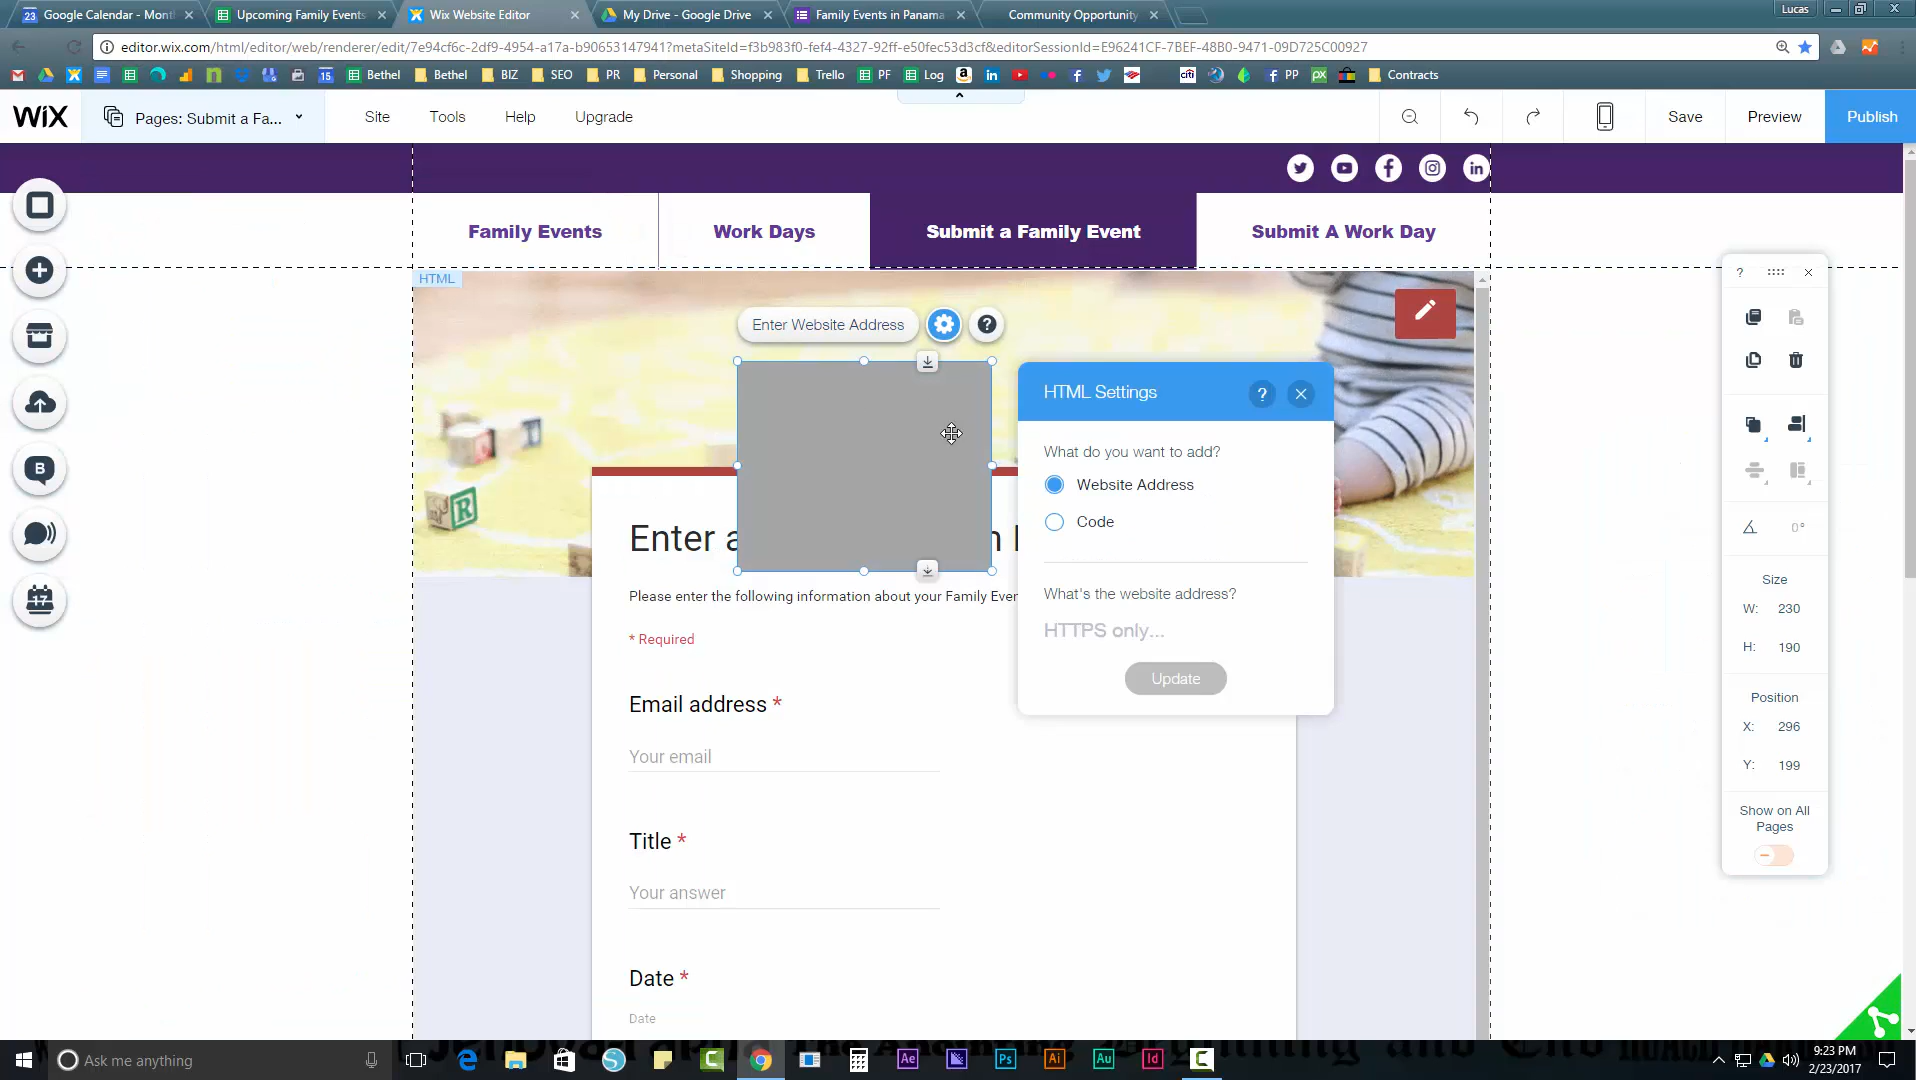 Google Calendar - Mont
Upcoming Family Events
Wix Website Editor
My Drive - Google Drive
Family Events in Panama
Community Opportunity
Lucas
https://editor.wix.com/html/editor/web/renderer/edit/7e94cf6c-2df9-4954-a17a-b90653147941?metaSiteId=f3b983f0-fef4-4327-92ff-e50fec53d3cf&editorSessionId=E96241CF-7BEF-48B0-9471-09D725C00927
Bethel
Bethel
BIZ
SEO
PR
Personal
Shopping
Trello
PF
Log
PP
Contracts
WiX
Pages: Submit a Fa...
Site
Tools
Help
Upgrade
Save
Preview
Publish
Family Events
Work Days
Submit a Family Event
Submit A Work Day
HTML
Enter Website Address
HTML Settings
What do you want to add?
Website Address
Code
What's the website address?
HTTPS only...
Update
Enter a
Please enter the following information about your Family Even
* Required
Email address *
Your email
Title *
Your answer
Date *
Date
0°
Size
W: 230
H: 190
Position
X: 296
Y: 199
Show on All
Pages
Ask me anything
9:23 PM
2/23/2017